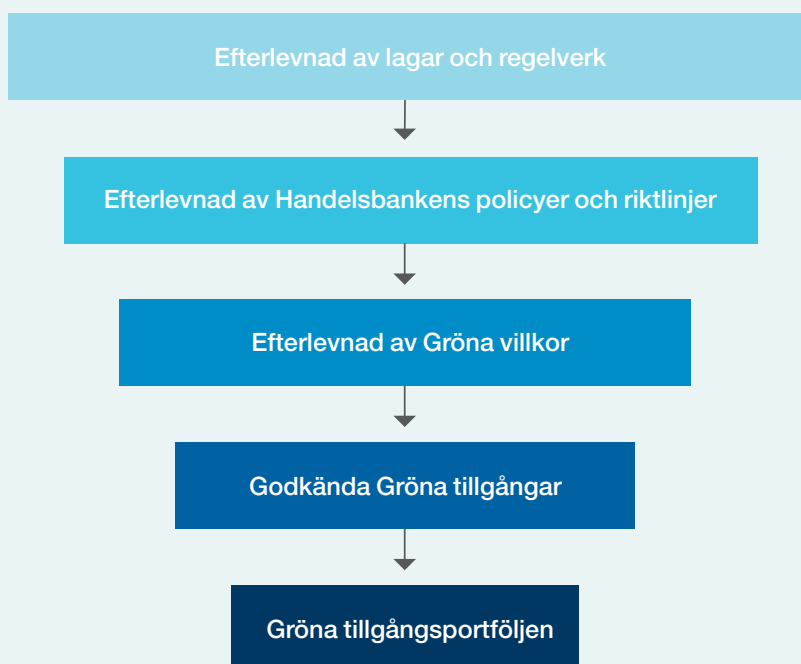 Efterlevnad av lagar och regelverk
Efterlevnad av Handelsbankens policyer och riktlinjer
Efterlevnad av Gröna villkor
Godkända Gröna tillgångar
Gröna tillgångsportföljen